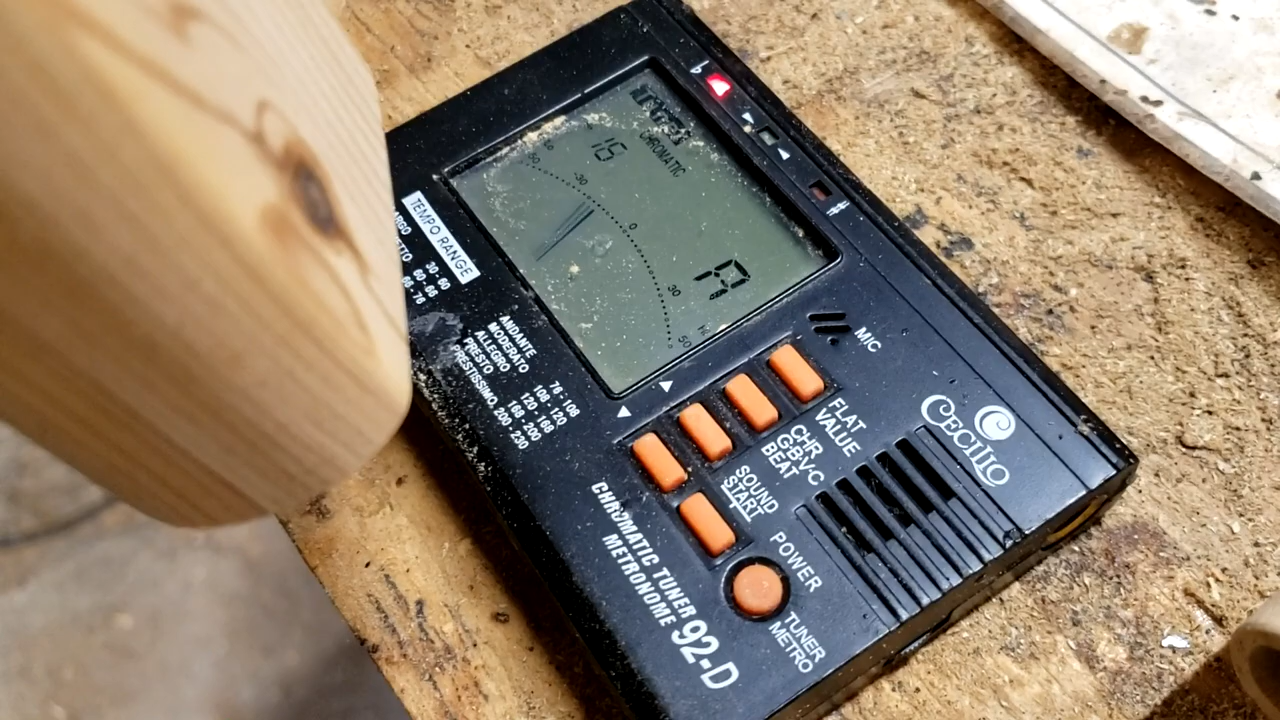 ♭
TUNER
CHROMATIC
16
50
-30
0
30
50
A
♯
MIC
TEMPO RANGE
30-60
60-66
66-76
ANDANTE 76-108
MODERATO 108-120
ALLEGRO 120-168
PRESTO 168-200
PRESTISSIMO 200-230
FLAT
VALUE
CHR
G·B·V·C
BEAT
SOUND
START
POWER
TUNER
METRO
CECILIO
CHROMATIC TUNER
METRONOME 92-D